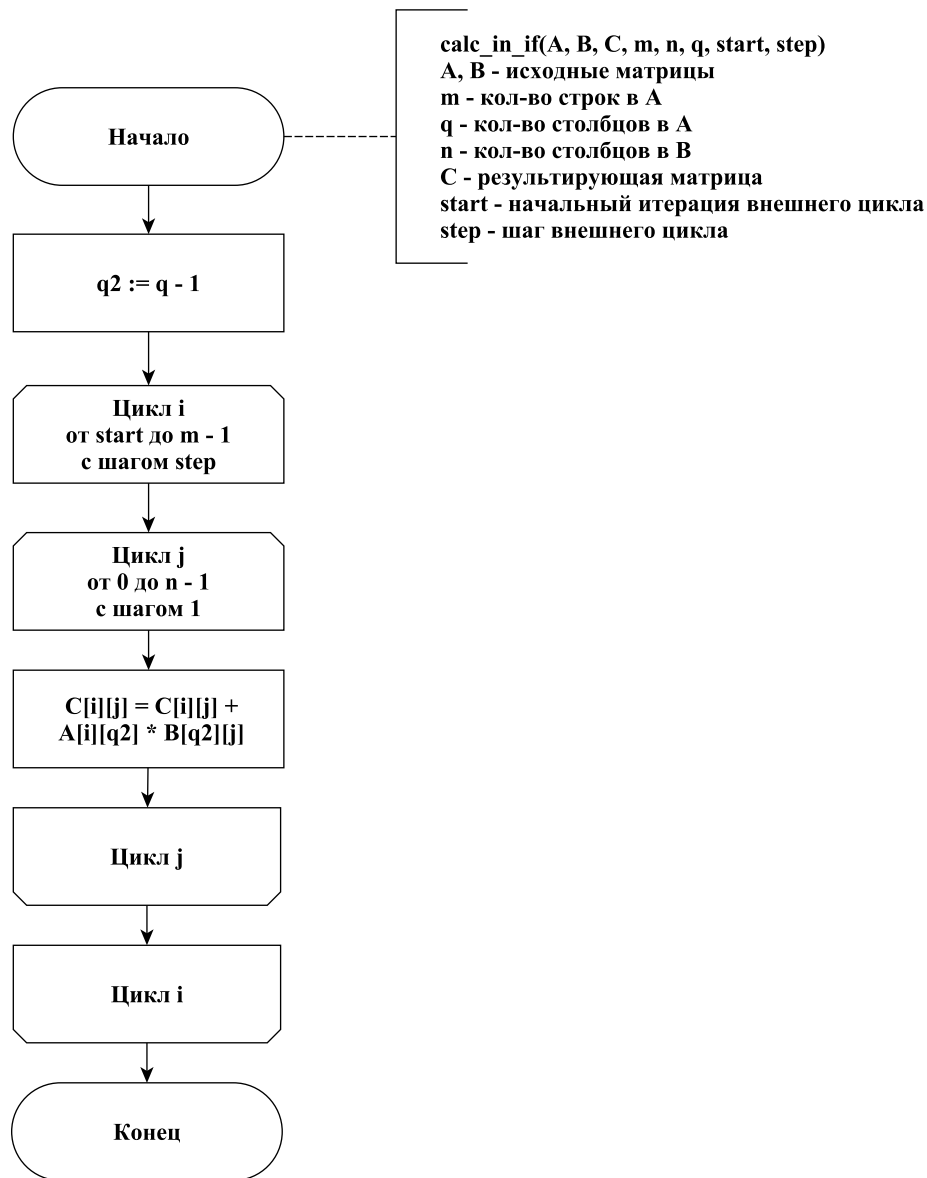 calc_in_if(A, B, C, m, n, q, start, step)
A, B - исходные матрицы
m - кол-во строк в A
q - кол-во столбцов в A
n - кол-во столбцов в B
C - результирующая матрица
start - начальный итерация внешнего цикла
step - шаг внешнего цикла
Начало
q2 := q - 1
Цикл i
от start до m - 1
с шагом step
Цикл j
от 0 до n - 1
с шагом 1
C[i][j] = C[i][j] +
A[i][q2] * B[q2][j]
Цикл j
Цикл i
Конец